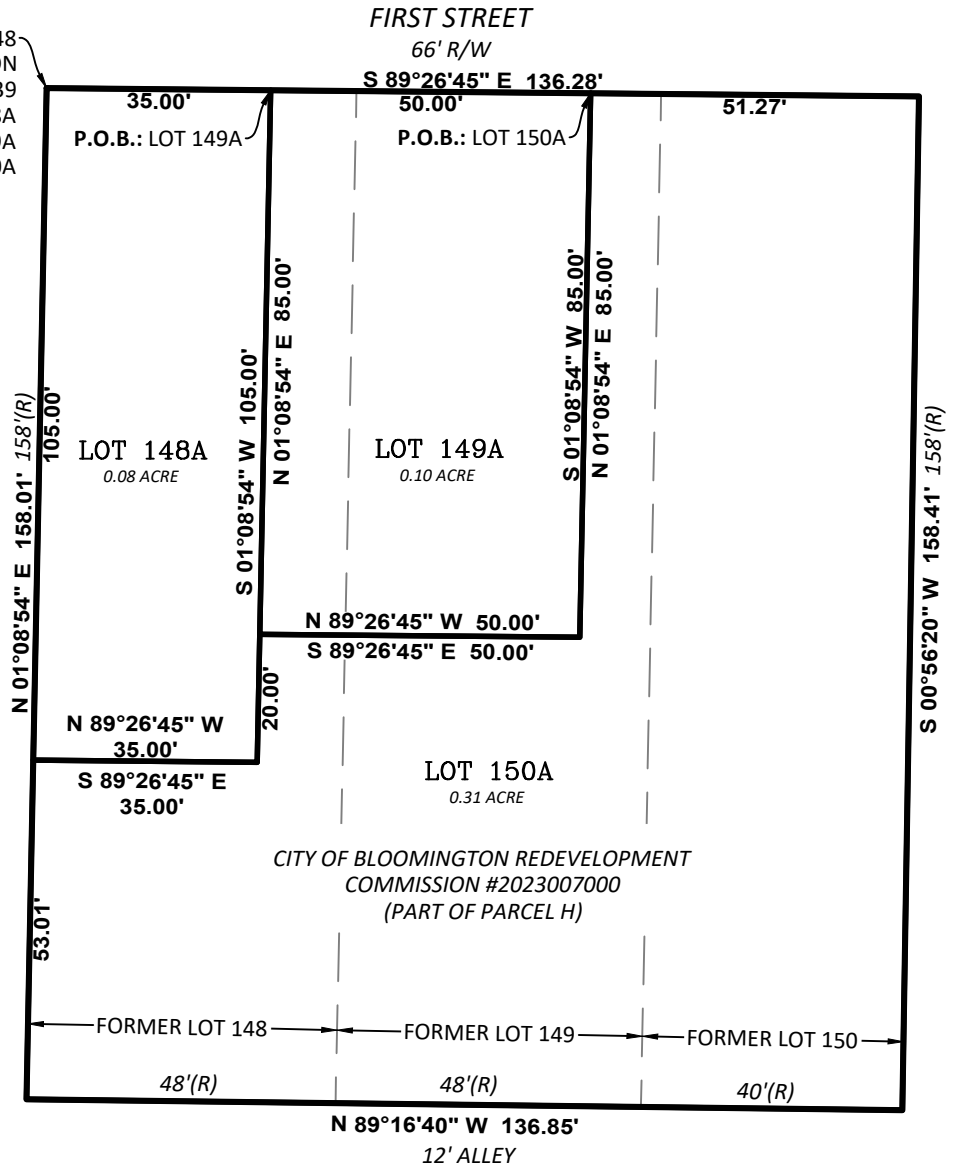 FIRST STREET
66' R/W
S 89°26'45" E 136.28'
48
N
39
A
A
A
35.00'
50.00'
51.27'
P.O.B.: LOT 149A
P.O.B.: LOT 150A
N 01°08'54" E 158.01' 158'(R)
105.00'
S 01°08'54" W 105.00'
N 01°08'54" E 85.00'
S 01°08'54" W 85.00'
N 01°08'54" E 85.00'
S 00°56'20" W 158.41' 158'(R)
LOT 148A
0.08 ACRE
LOT 149A
0.10 ACRE
N 89°26'45" W 50.00'
S 89°26'45" E 50.00'
20.00'
N 89°26'45" W
35.00'
S 89°26'45" E
35.00'
LOT 150A
0.31 ACRE
CITY OF BLOOMINGTON REDEVELOPMENT
COMMISSION #2023007000
(PART OF PARCEL H)
53.01'
FORMER LOT 148
FORMER LOT 149
FORMER LOT 150
48'(R)
48'(R)
40'(R)
N 89°16'40" W 136.85'
12' ALLEY